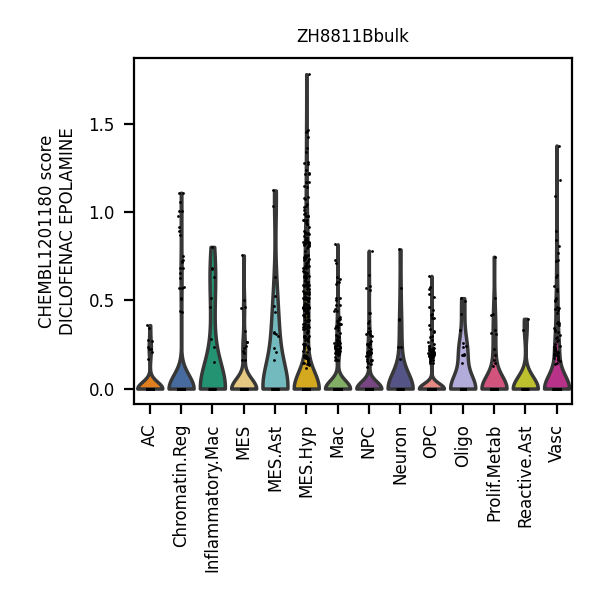 ZH8811Bbulk
CHEMBL1201180 score
DICLOFENAC EPOLAMINE
1.5
1.0
0.5
0.0
AC
Chromatin.Reg
Inflammatory.Mac
MES
MES.Ast
MES.Hyp
Mac
NPC
Neuron
OPC
Oligo
Prolif.Metab
Reactive.Ast
Vasc